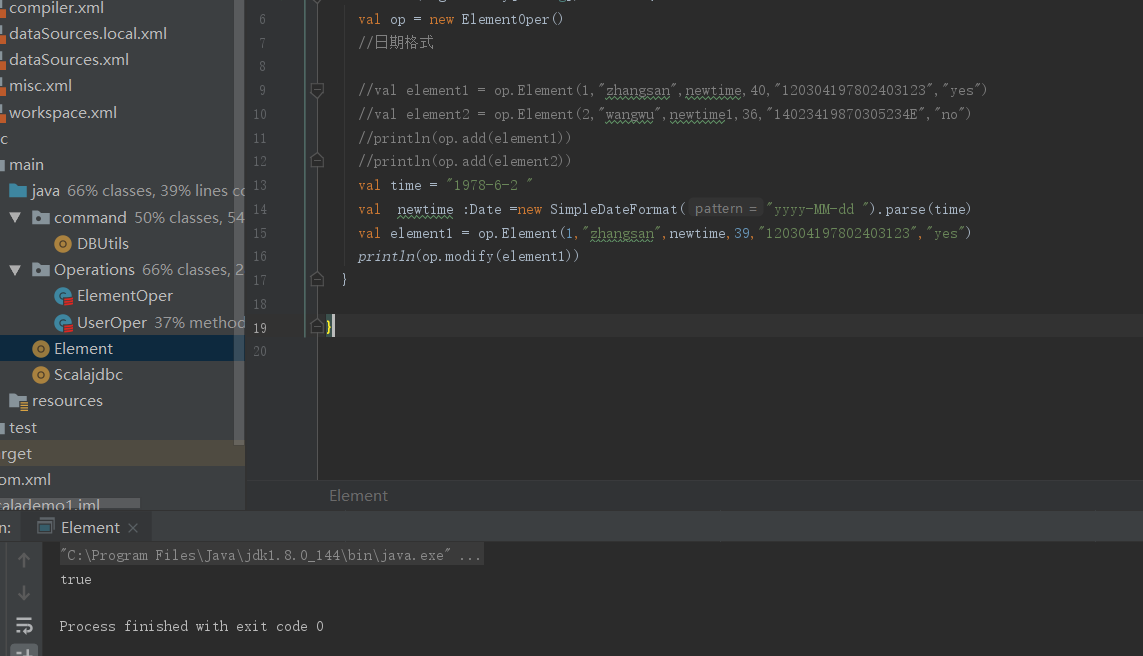 compiler.xml
dataSources.local.xml
dataSources.xml
misc.xml
workspace.xml
c
main
java 66% classes, 39% lines co
command 50% classes, 54
DBUtils
Operations 66% classes, 2
ElementOper
UserOper 37% method
Element
Scalajdbc
resources
test
rget
om.xml
alademo1.iml
6 val op = new ElementOper()
7 //日期格式
8
9 //val element1 = op.Element(1,"zhangsan",newtime,40,"120304197802403123","yes")
10 //val element2 = op.Element(2,"wangwu",newtime1,36,"14023419870305234E","no")
11 //println(op.add(element1))
12 //println(op.add(element2))
13 val time = "1978-6-2 "
14 val newtime :Date =new SimpleDateFormat( pattern = "yyyy-MM-dd ").parse(time)
15 val element1 = op.Element(1,"zhangsan",newtime,39,"120304197802403123","yes")
16 println(op.modify(element1))
17 }
18
19 }
20
Element
n: Element ×
"C:\Program Files\Java\jdk1.8.0_144\bin\java.exe" ...
true
Process finished with exit code 0